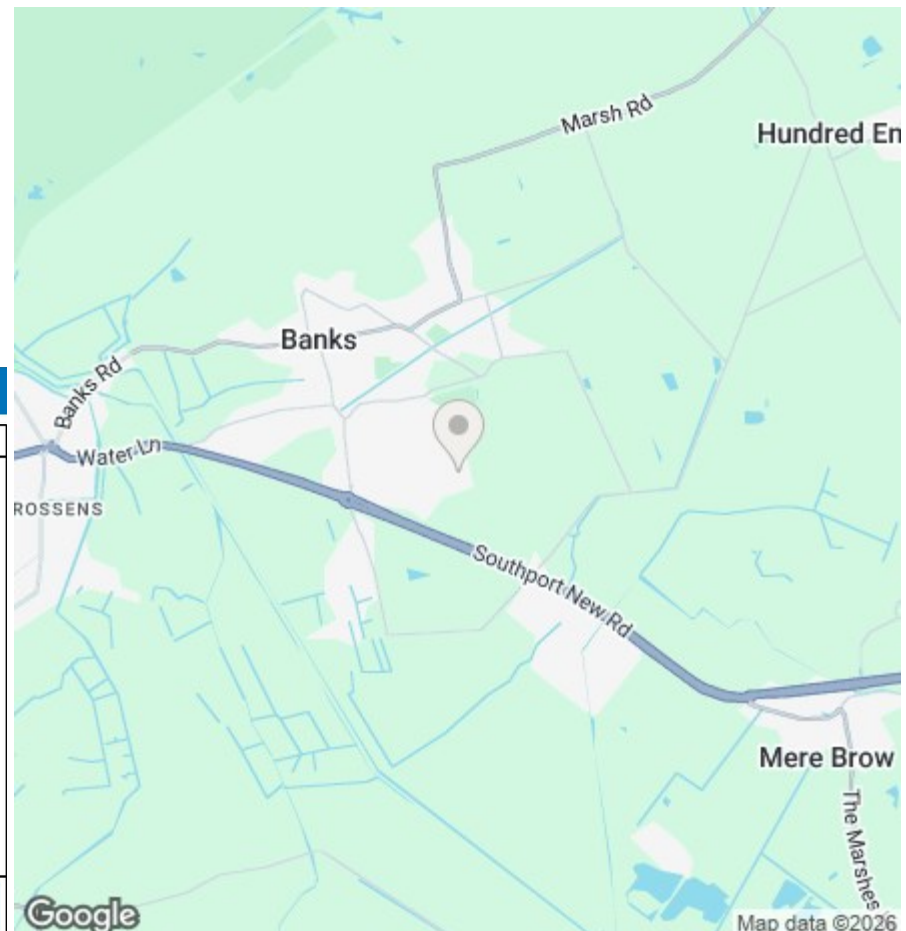 Marsh Rd
Hundred En
Banks
Banks Rd
Water Ln
ROSSENS
Southport New Rd
Mere Brow
The Marshes
Google
Map data ©2026